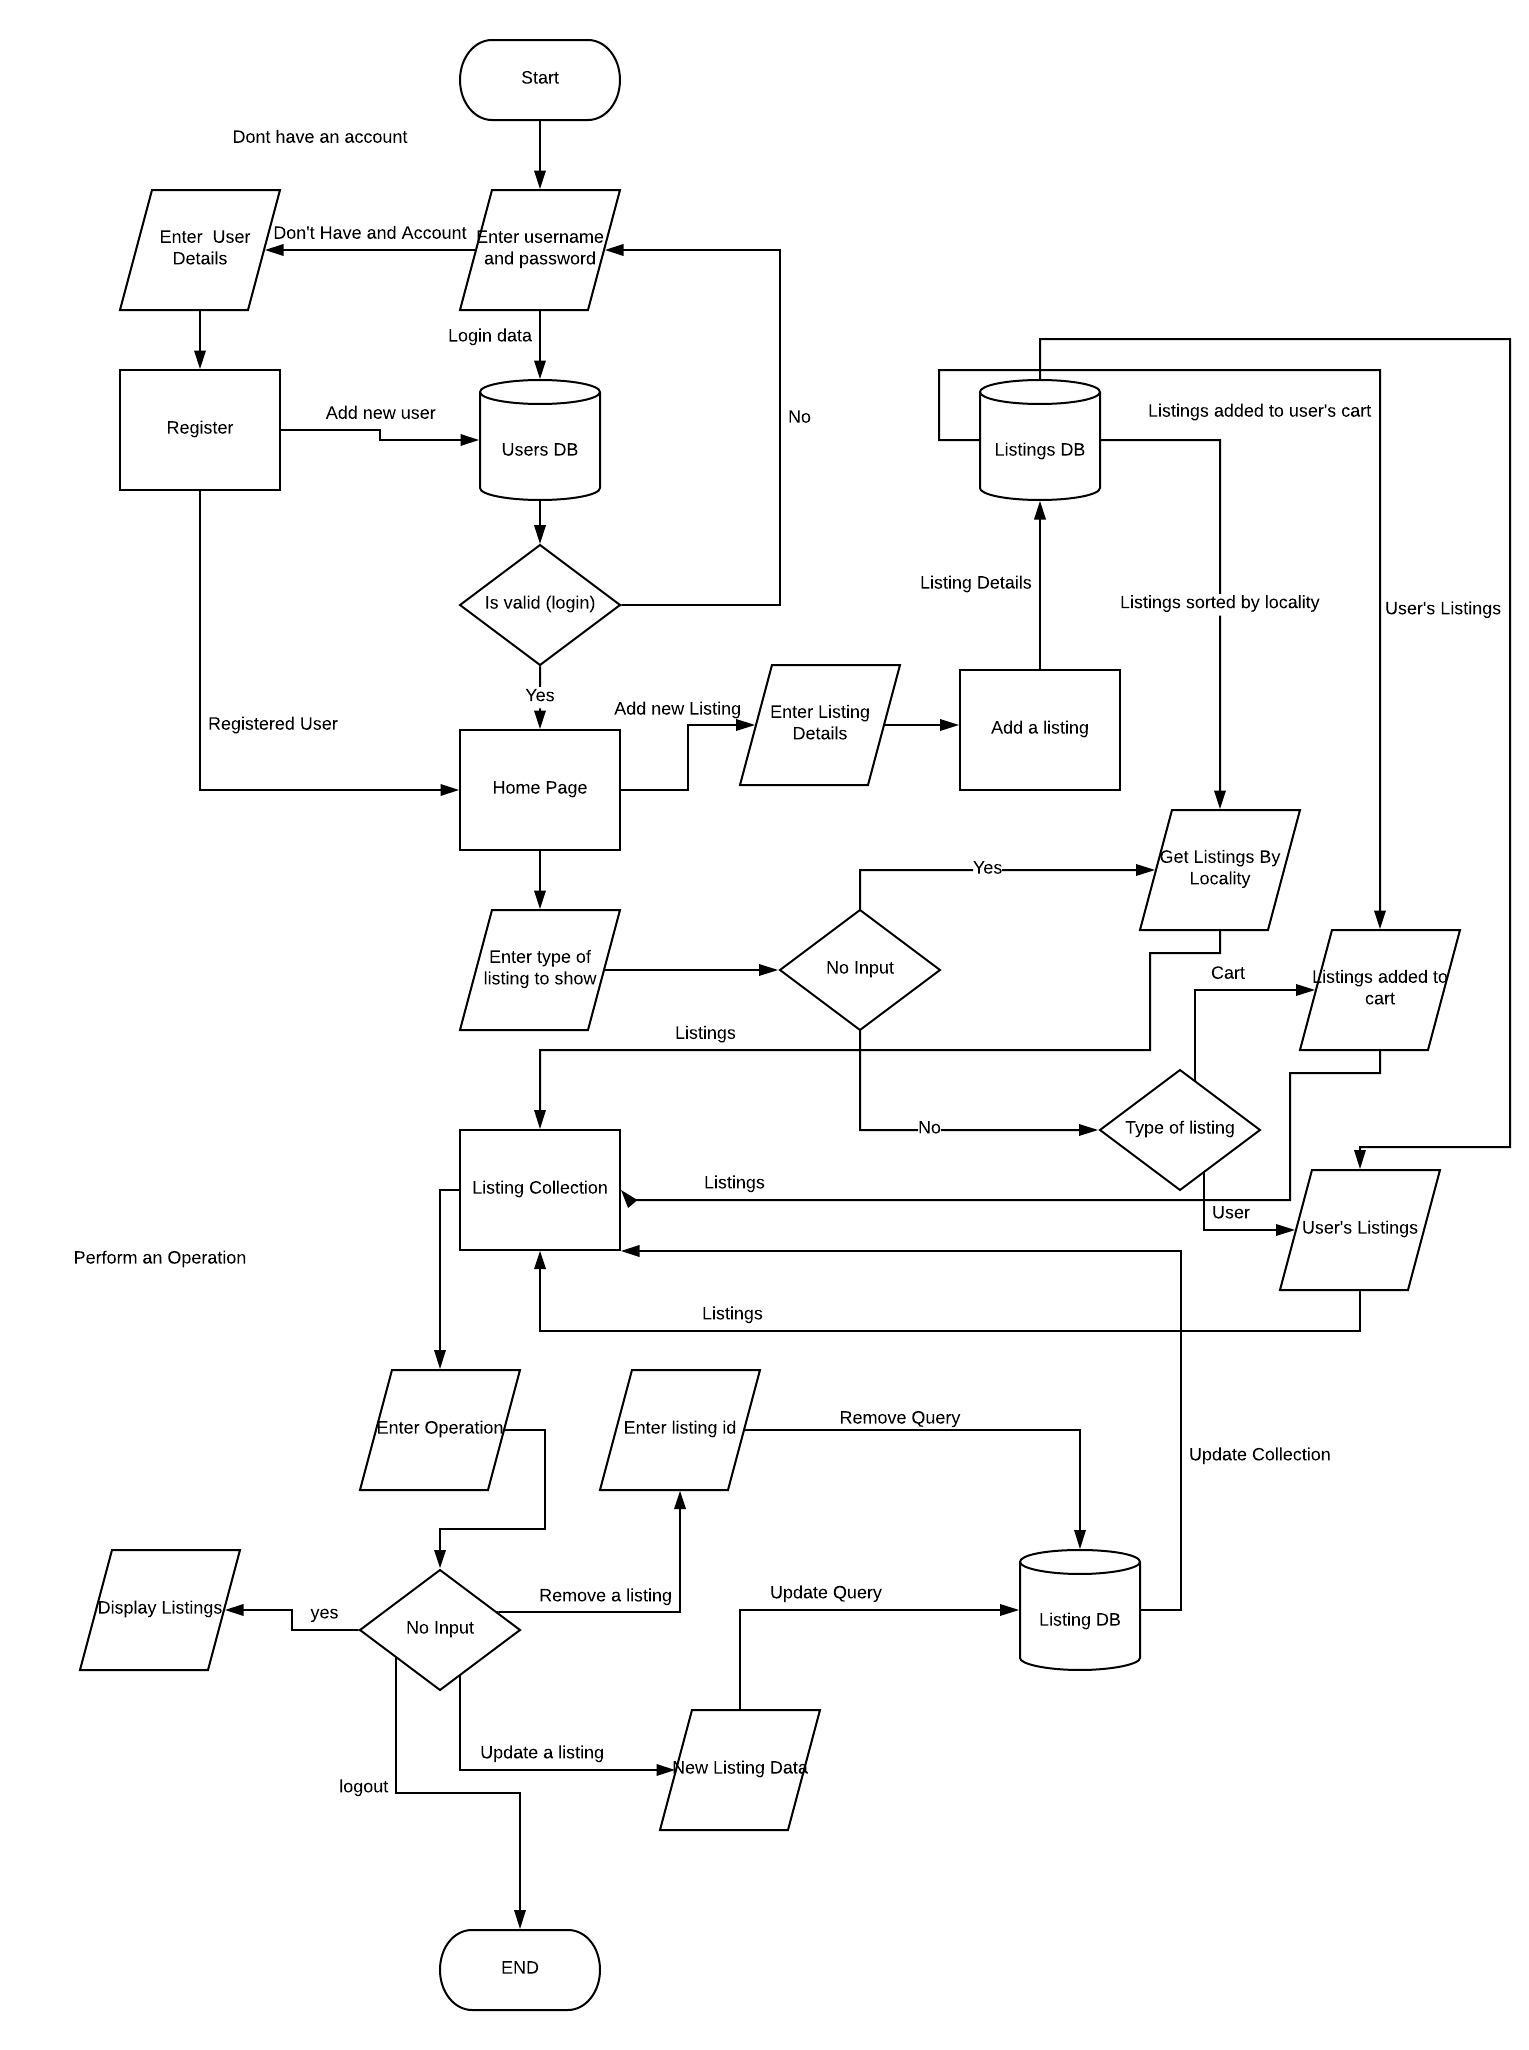 Start
Dont have an account
Enter  User
Details
Don't Have and Account
Enter username
and password
Login data
Register
Add new user
Users DB
No
Listings DB
Listings added to user's cart
Is valid (login)
Listing Details
Listings sorted by locality
User's Listings
Yes
Registered User
Add new Listing
Enter Listing
Details
Add a listing
Home Page
Get Listings By
Locality
Yes
Enter type of
listing to show
No Input
Cart
Listings added to
cart
Listings
No
Type of listing
Listing Collection
Listings
User
User's Listings
Perform an Operation
Listings
Enter Operation
Enter listing id
Remove Query
Update Collection
Display Listings
yes
No Input
Remove a listing
Update Query
Listing DB
Update a listing
New Listing Data
logout
END